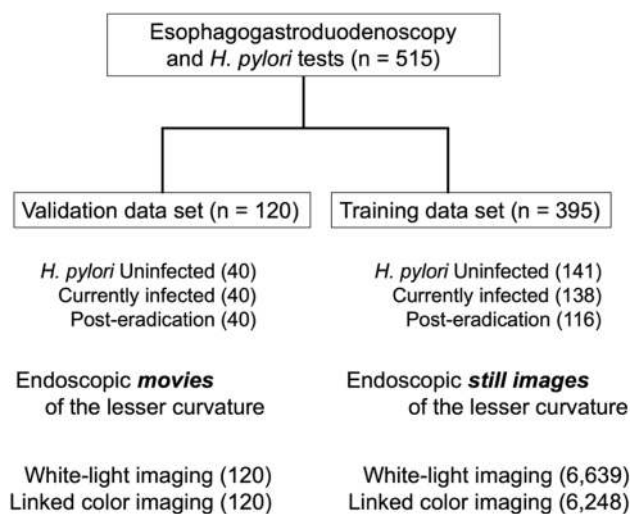 Esophagogastroduodenoscopy
and H. pylori tests (n = 515)
Validation data set (n = 120)
H. pylori Uninfected (40)
Currently infected (40)
Post-eradication (40)
Endoscopic movies
of the lesser curvature
White-light imaging (120)
Linked color imaging (120)
Training data set (n = 395)
H. pylori Uninfected (141)
Currently infected (138)
Post-eradication (116)
Endoscopic still images
of the lesser curvature
White-light imaging (6,639)
Linked color imaging (6,248)